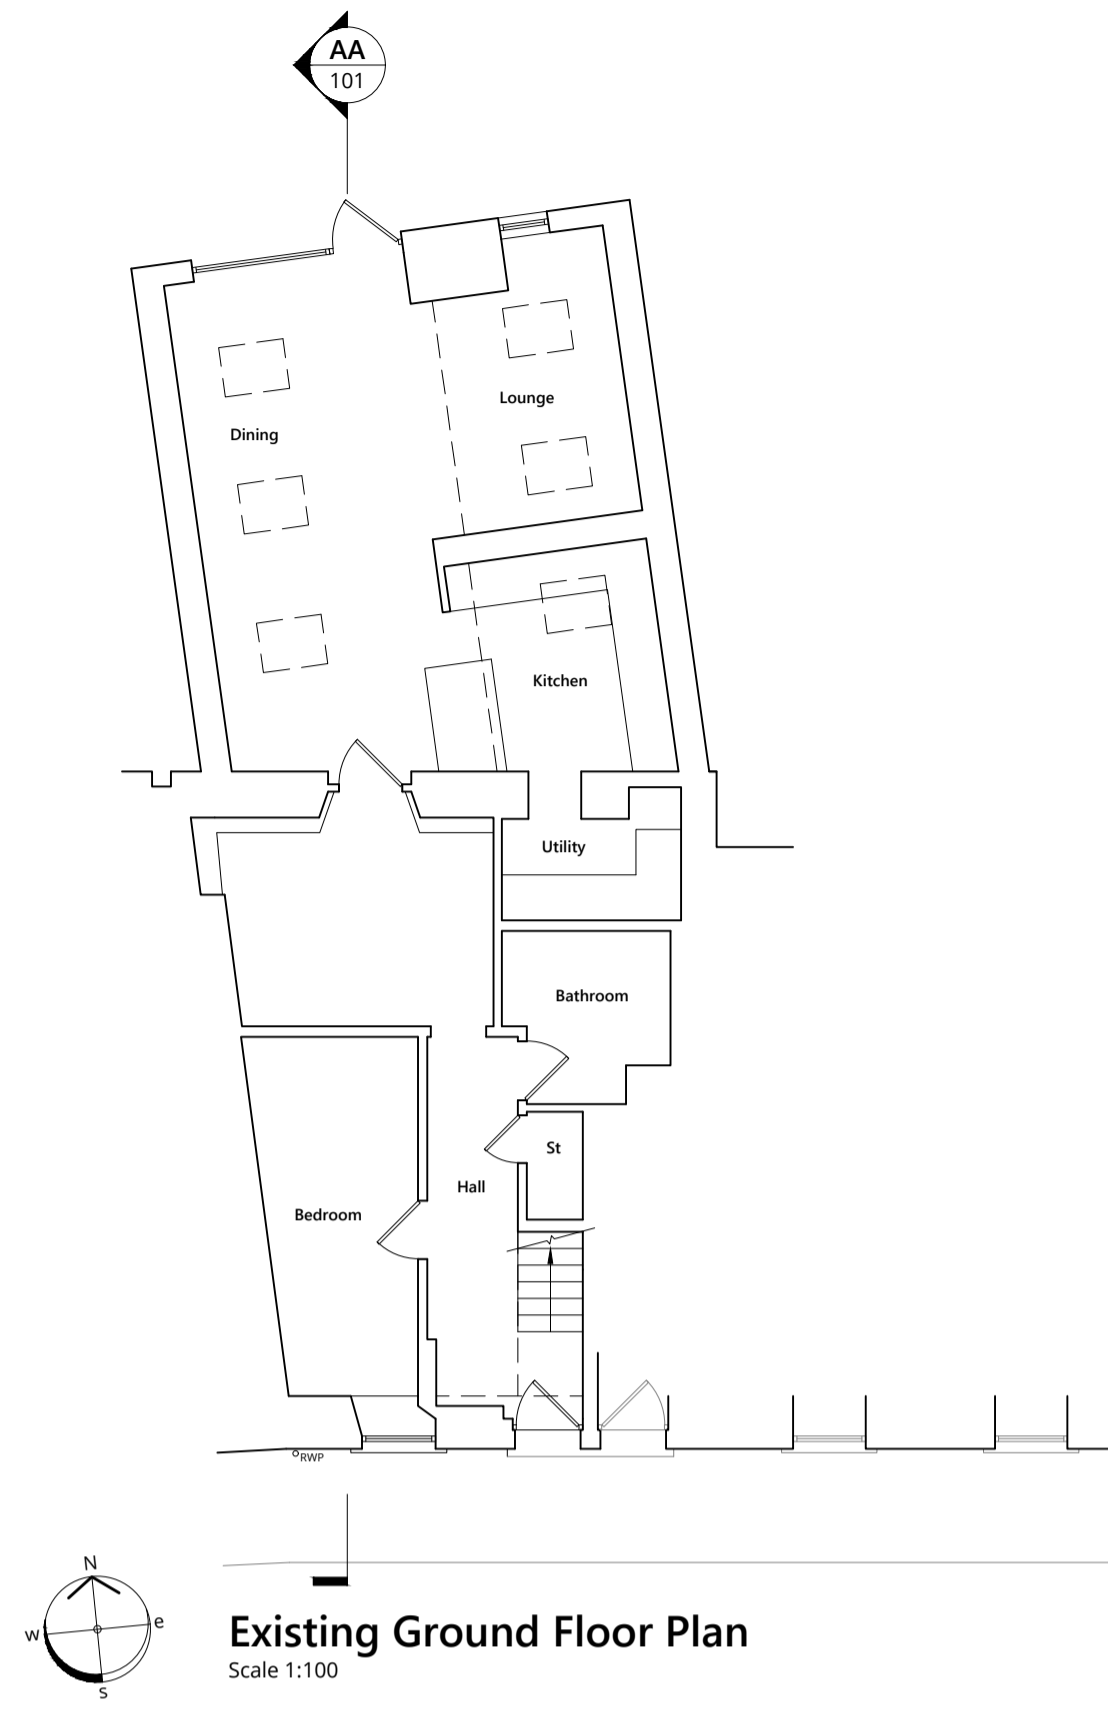 AA
101
Lounge
Dining
Kitchen
Utility
Bathroom
St
Hall
Bedroom
RWP
N
w
e
s
Existing Ground Floor Plan
Scale 1:100